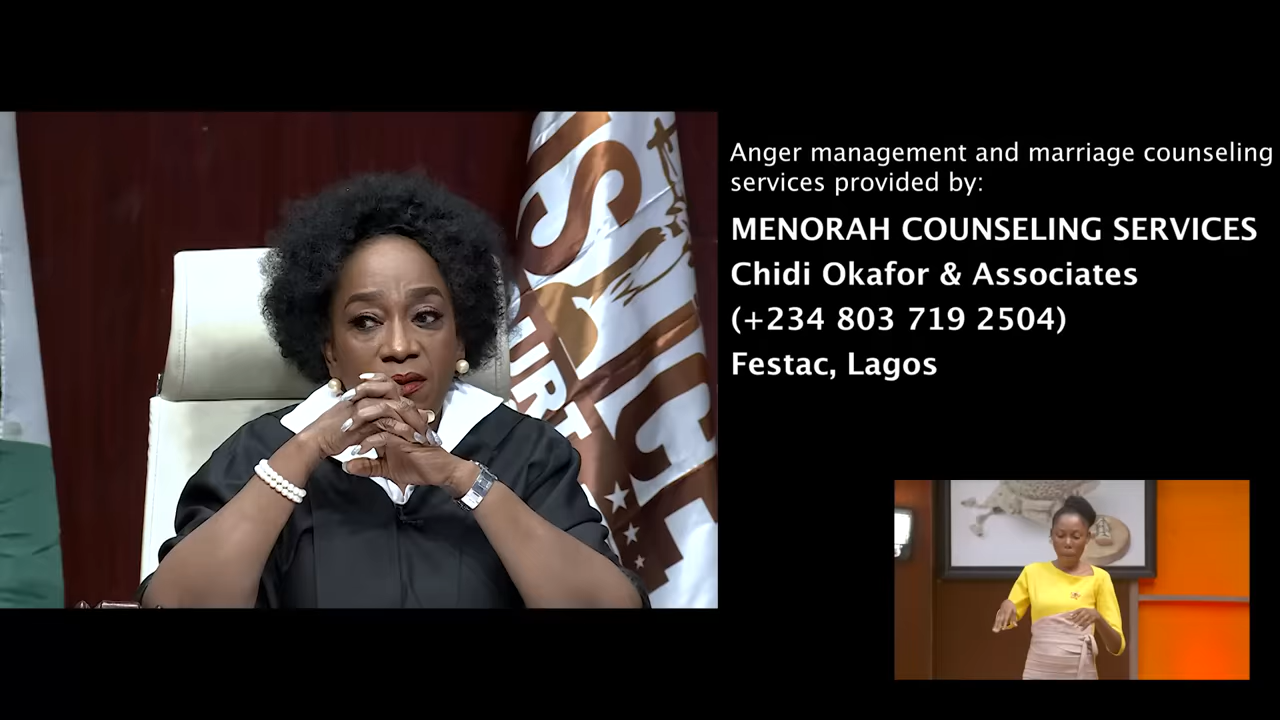 Anger management and marriage counseling
services provided by:
MENORAH COUNSELING SERVICES
Chidi Okafor & Associates
(+234 803 719 2504)
Festac, Lagos